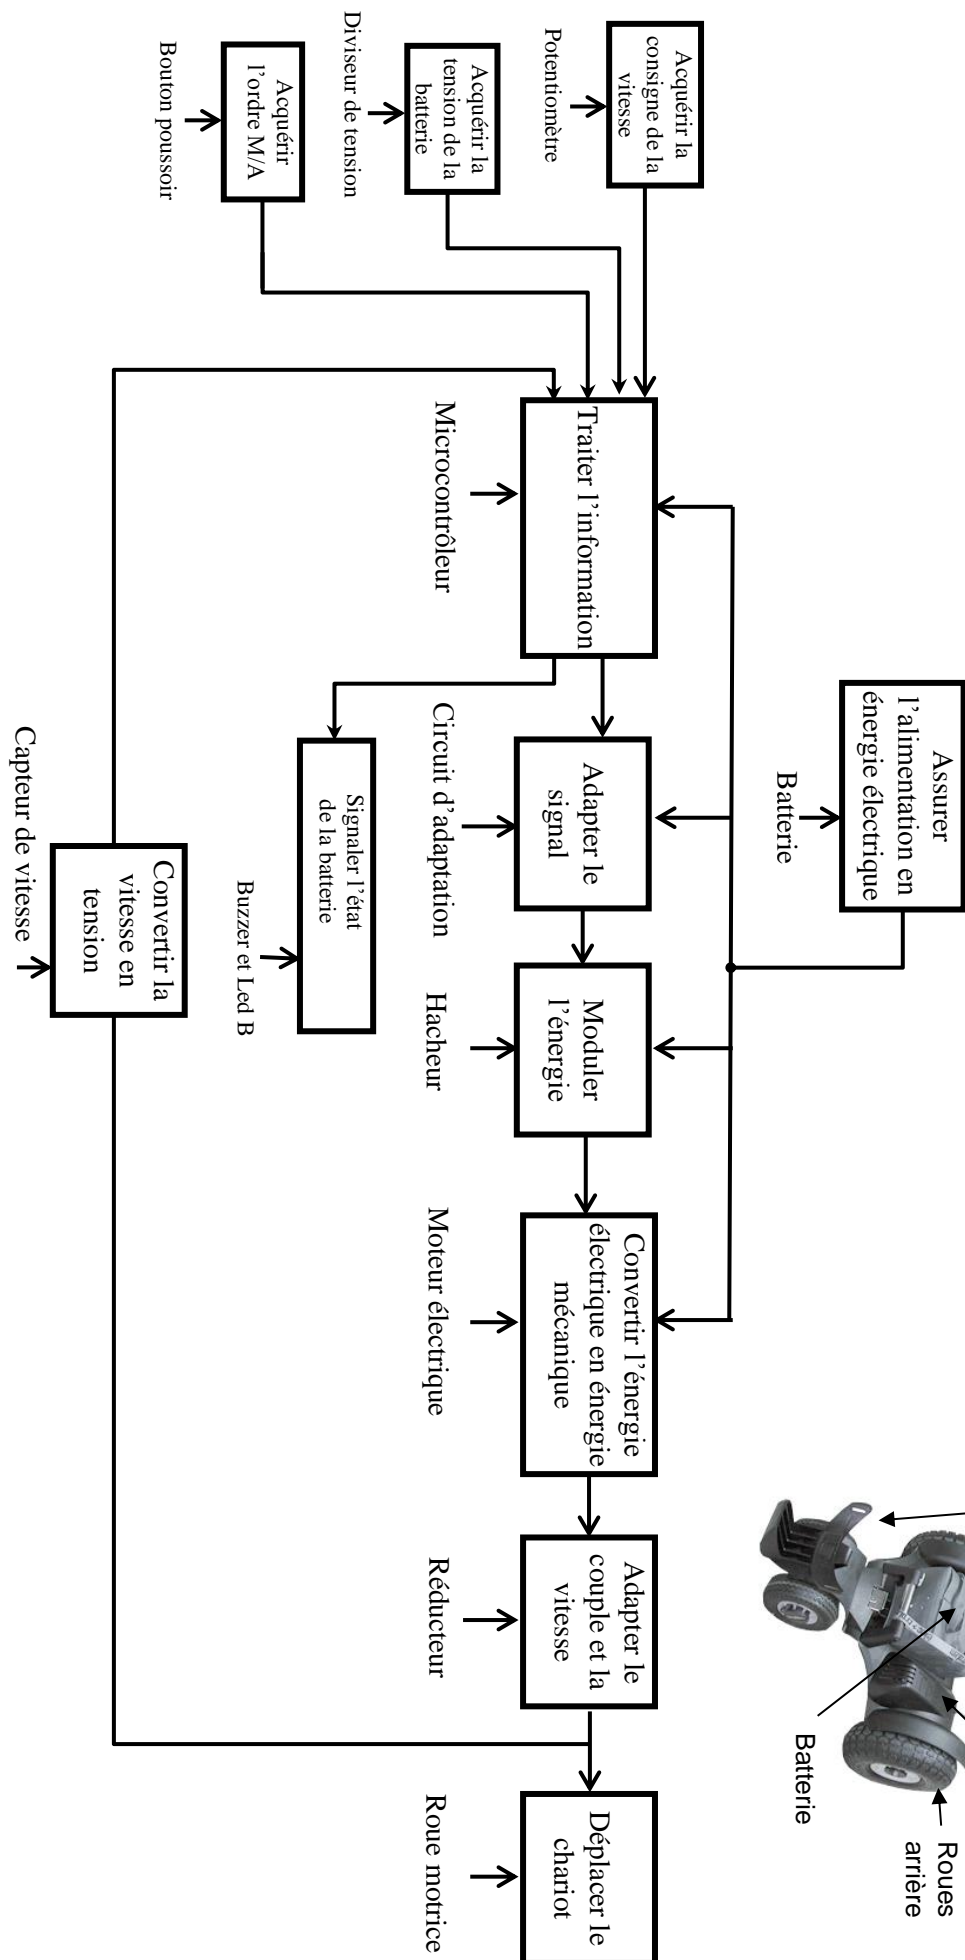 Assurer
l'alimentation en
énergie électrique
Batterie
Roues
arrière
Batterie
Acquérir la
consigne de la
vitesse
Potentiomètre
Acquérir la
tension de la
batterie
Diviseur de tension
Acquérir
l'ordre M/A
Bouton poussoir
Traiter l'information
Microcontrôleur
Adapter le
signal
Circuit d'adaptation
Moduler
l'énergie
Hacheur
Convertir l'énergie
électrique en énergie
mécanique
Moteur électrique
Adapter le
couple et la
vitesse
Réducteur
Déplacer le
chariot
Roue motrice
Signaler l'état
de la batterie
Buzzer et Led B
Convertir la
vitesse en
tension
Capteur de vitesse